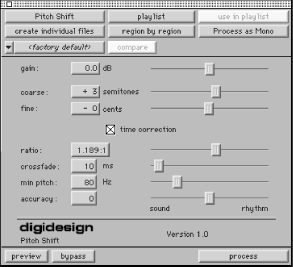 Pitch Shift playlist use in playlist
create individual files region by region Process as Mono
<factory default> compare
gain: 0.0 dB
coarse: + 3 semitones
fine: - 0 cents
time correction
ratio: 1.189:1
crossfade: 10 ms
min pitch: 80 Hz
accuracy: 0
sound rhythm
digidesign
Pitch Shift Version 1.0
preview bypass process